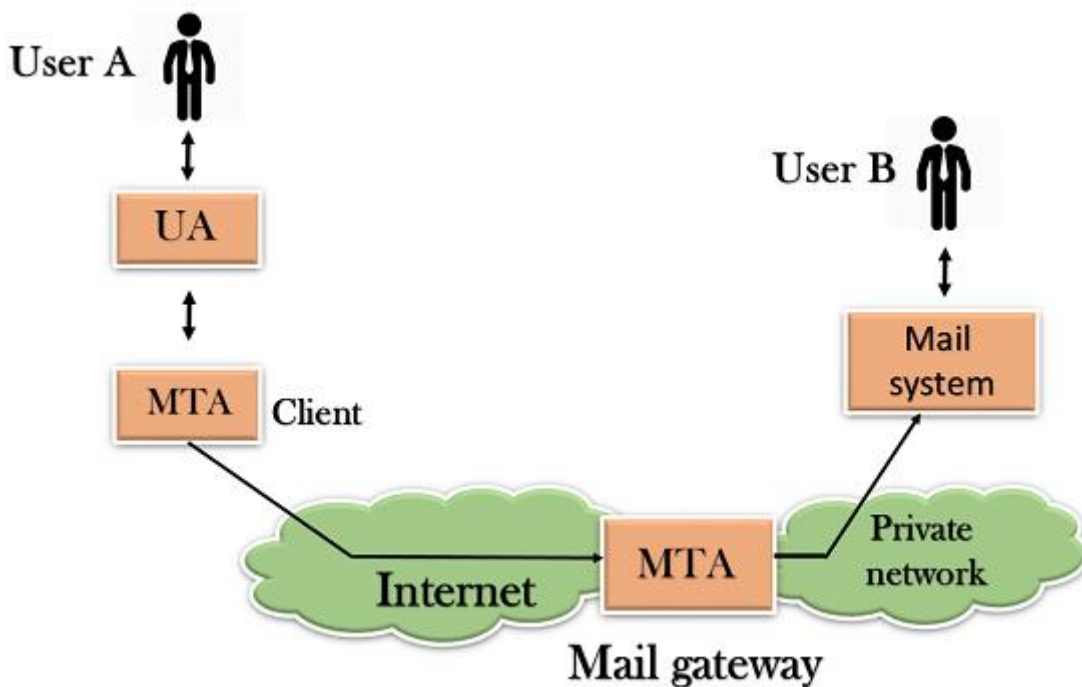 User A
UA
MTA
Client
User B
Mail
system
Internet
MTA
Private
network
Mail gateway